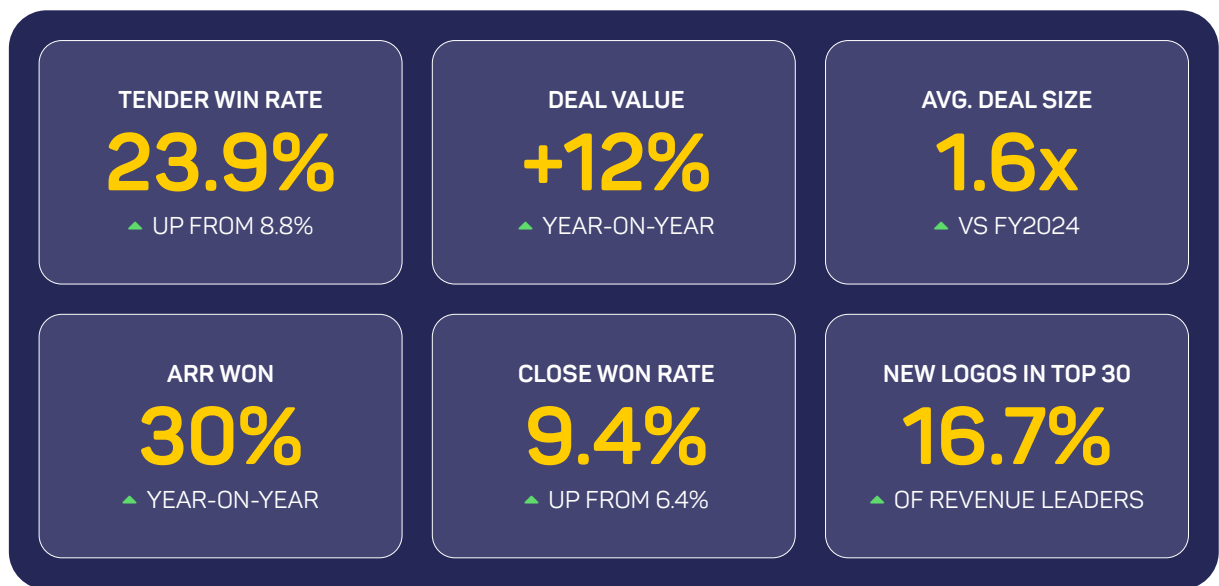 TENDER WIN RATE
23.9%
▲ UP FROM 8.8%
DEAL VALUE
+12%
▲ YEAR-ON-YEAR
AVG. DEAL SIZE
1.6x
▲ VS FY2024
ARR WON
30%
▲ YEAR-ON-YEAR
CLOSE WON RATE
9.4%
▲ UP FROM 6.4%
NEW LOGOS IN TOP 30
16.7%
▲ OF REVENUE LEADERS